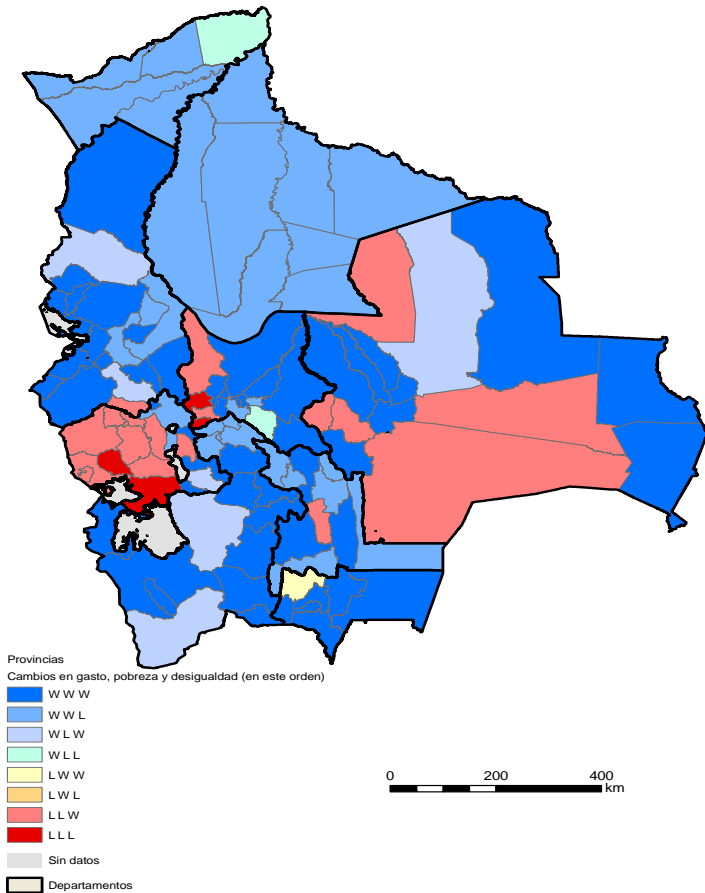 Provincias
Cambios en gasto, pobreza y desigualdad (en este orden)
W W W
W W L
W L W
W L L
L W W
L W L
L L W
L L L
Sin datos
Departamentos
0 200 400
km